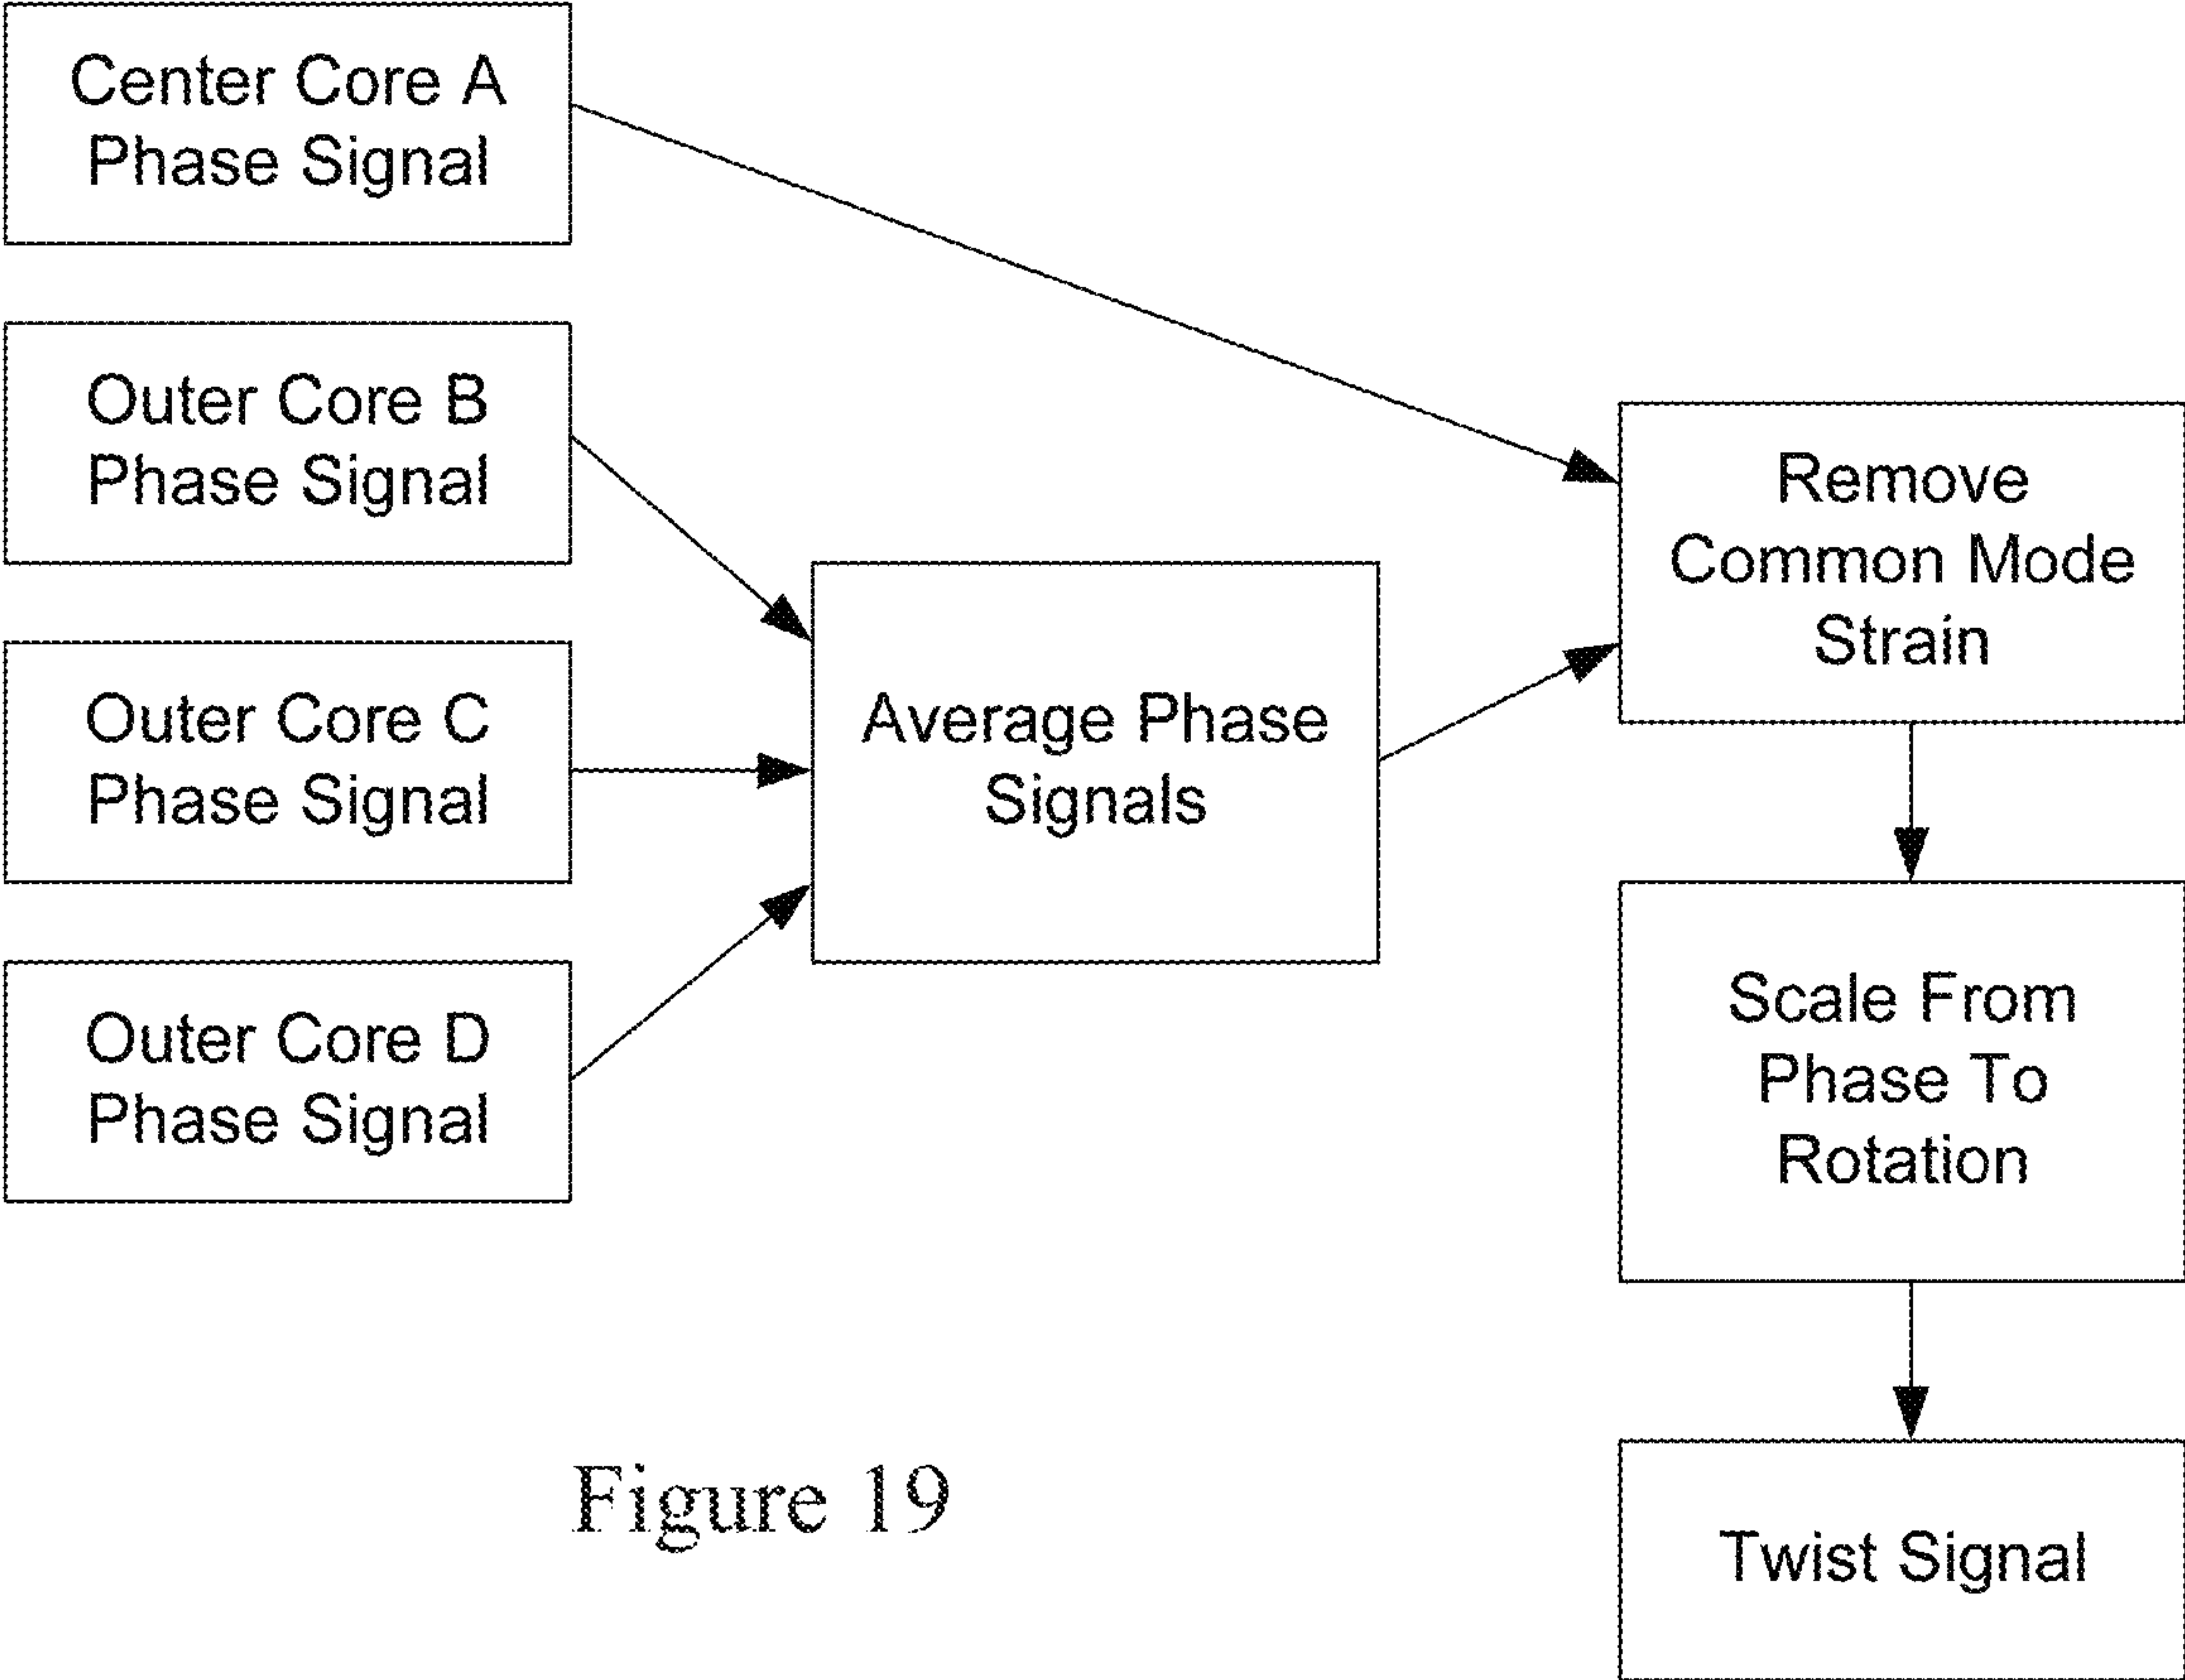 Center Core A
Phase Signal
Outer Core B
Phase Signal
Outer Core C
Phase Signal
Outer Core D
Phase Signal
Average Phase
Signals
Remove
Common Mode
Strain
Scale From
Phase To
Rotation
Twist Signal
Figure 19